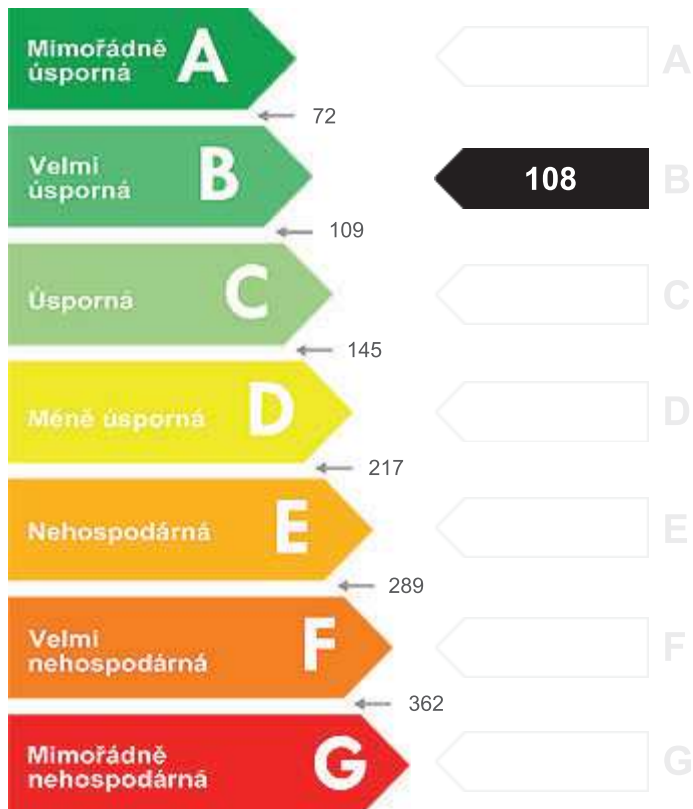 Mimořádně
úsporná
A
A
72
Velmi
úsporná
B
108
B
109
Úsporná
C
C
145
Méně úsporná
D
D
217
Nehospodárná
E
E
289
Velmi
nehospodárná
F
F
362
Mimořádně
nehospodárná
G
G